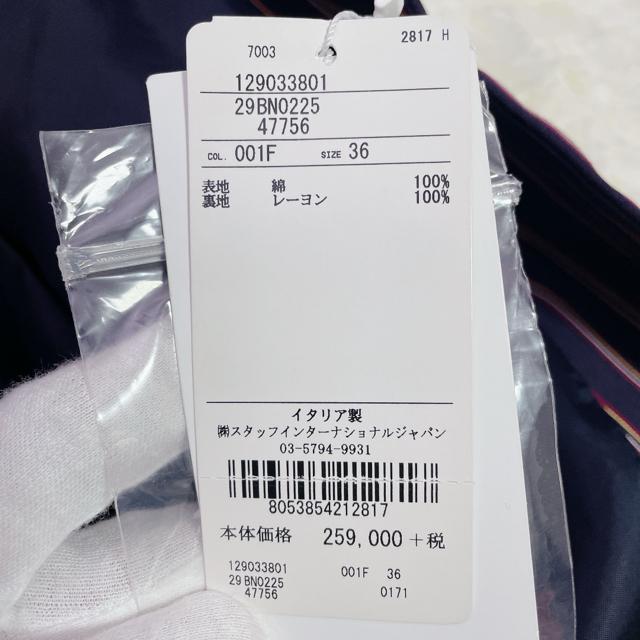 7003 2817 H
129033801
29BN0225
47756
COL. 001F SIZE 36
表地 綿 100%
裏地 レーヨン 100%
イタリア製
㈱スタッフインターナショナルジャパン
03-5794-9931
8053854212817
本体価格 259,000 +税
129033801 001F 36
29BN0225
47756 0171